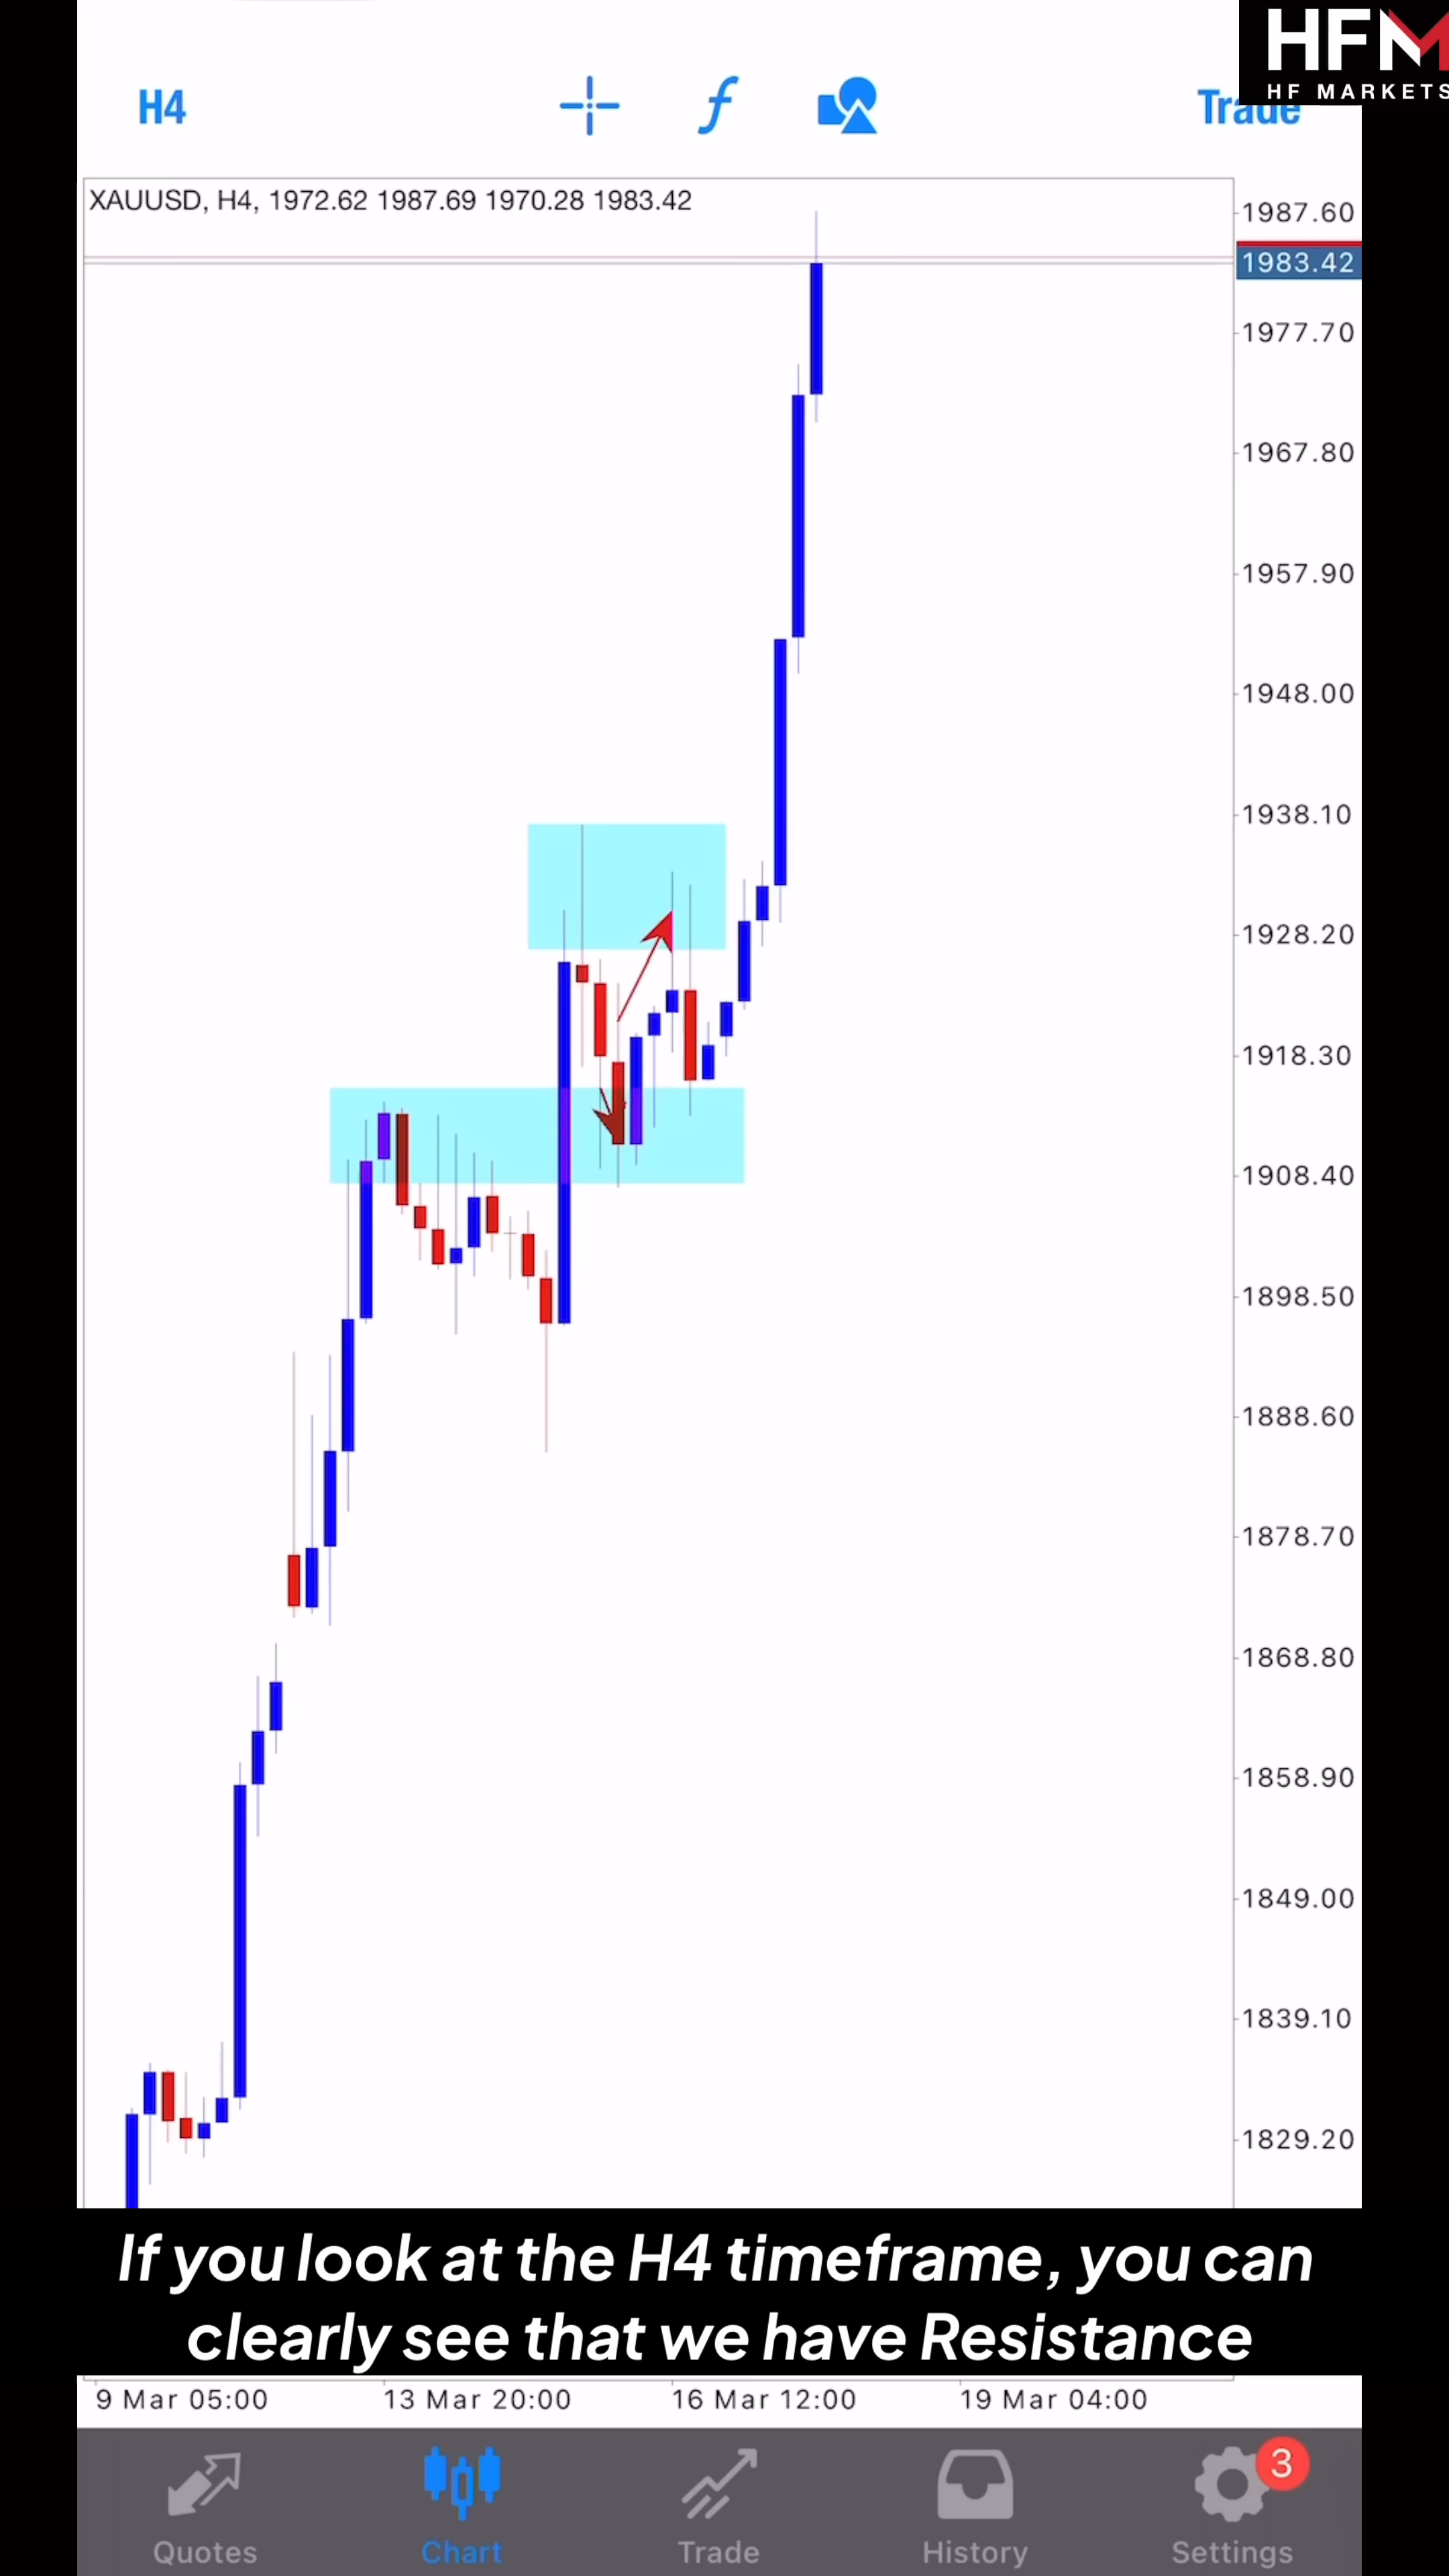 HFM
HF MARKETS
H4
Trade
XAUUSD, H4, 1972.62 1987.69 1970.28 1983.42
1987.60
1983.42
1977.70
1967.80
1957.90
1948.00
1938.10
1928.20
1918.30
1908.40
1898.50
1888.60
1878.70
1868.80
1858.90
1849.00
1839.10
1829.20
If you look at the H4 timeframe, you can
clearly see that we have Resistance
9 Mar 05:00 13 Mar 20:00 16 Mar 12:00 19 Mar 04:00
3
Quotes Chart Trade History Settings